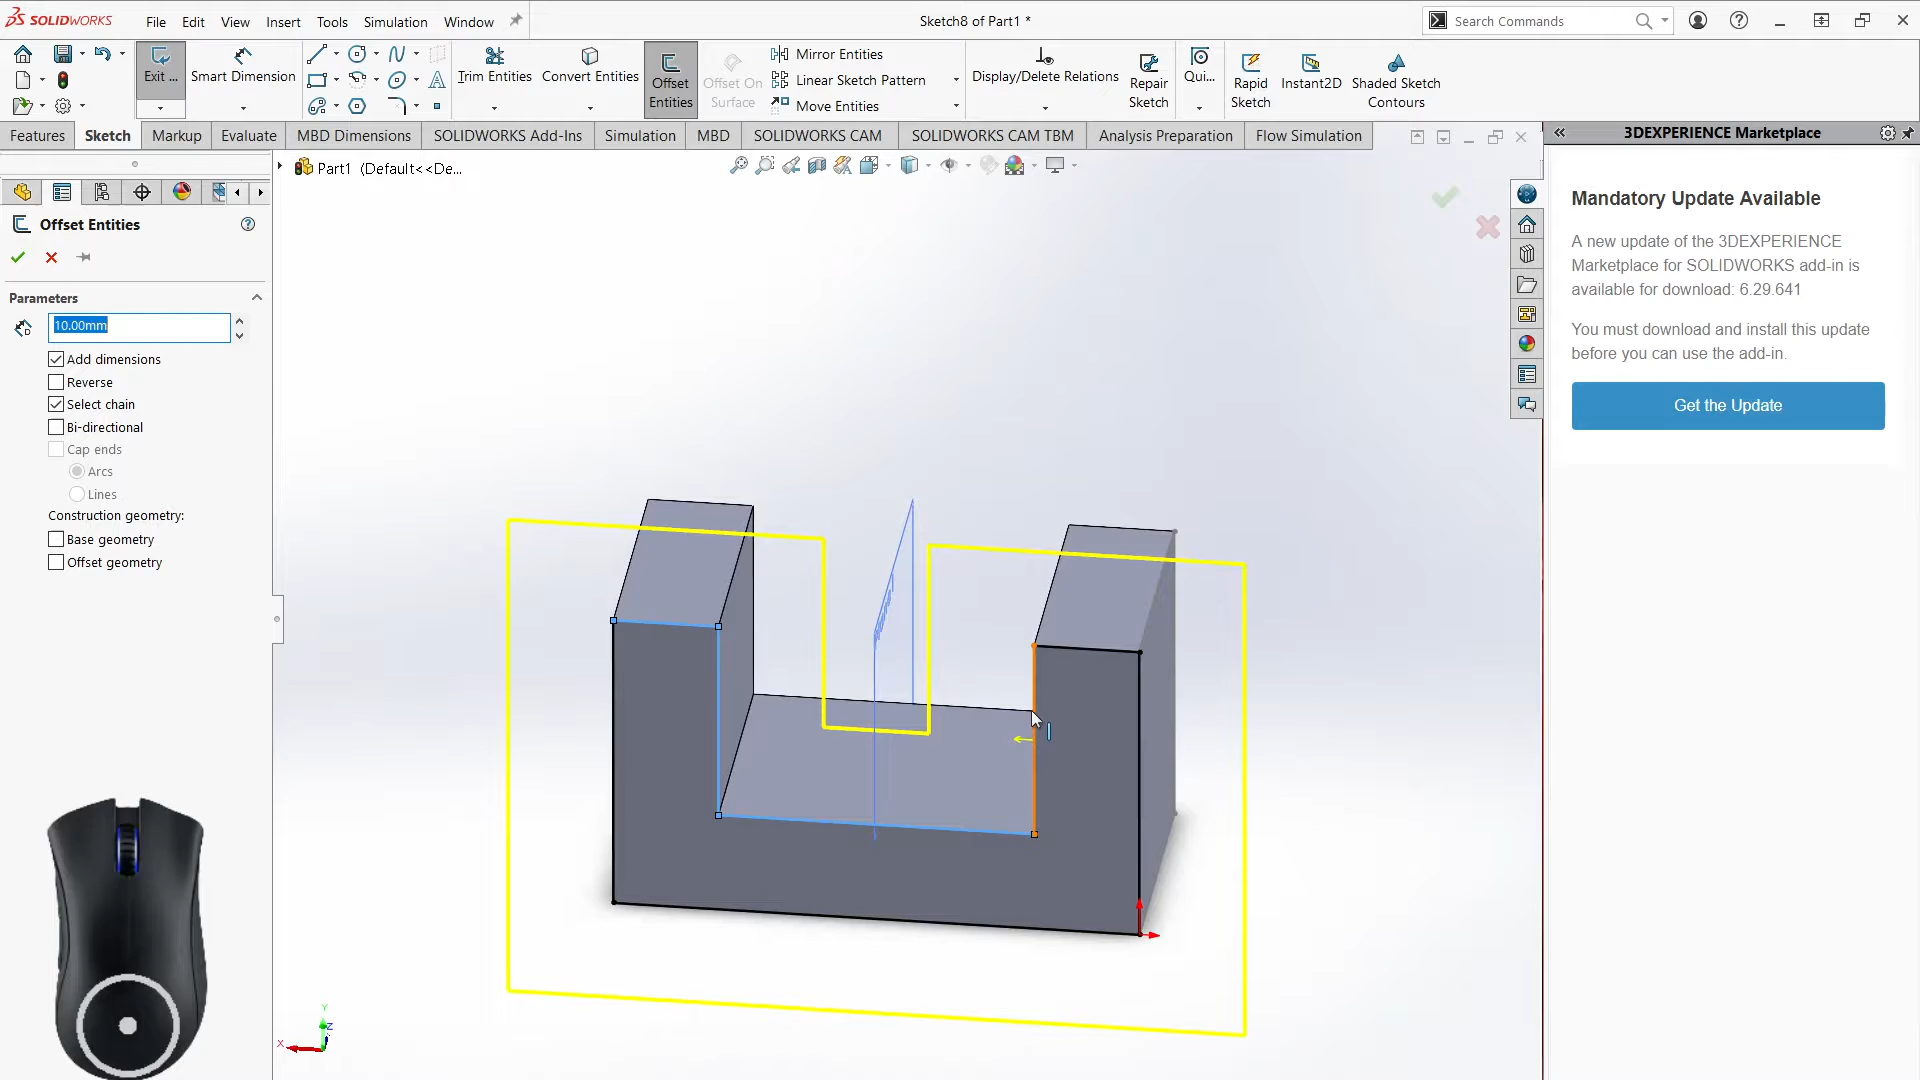 SOLIDWORKS
File Edit View Insert Tools Simulation Window
Sketch8 of Part1 *
Search Commands
Exit ...
Smart Dimension
Trim Entities
Convert Entities
Offset
Entities
Offset On
Surface
Mirror Entities
Linear Sketch Pattern
Move Entities
Display/Delete Relations
Repair
Sketch
Qui...
Rapid
Sketch
Instant2D
Shaded Sketch
Contours
Features Sketch Markup Evaluate MBD Dimensions SOLIDWORKS Add-Ins Simulation MBD SOLIDWORKS CAM SOLIDWORKS CAM TBM Analysis Preparation Flow Simulation
3DEXPERIENCE Marketplace
Part1 (Default<<De...
Offset Entities
Parameters
10.00mm
Add dimensions
Reverse
Select chain
Bi-directional
Cap ends
Arcs
Lines
Construction geometry:
Base geometry
Offset geometry
Mandatory Update Available
A new update of the 3DEXPERIENCE
Marketplace for SOLIDWORKS add-in is
available for download: 6.29.641
You must download and install this update
before you can use the add-in.
Get the Update
Y
Z
X